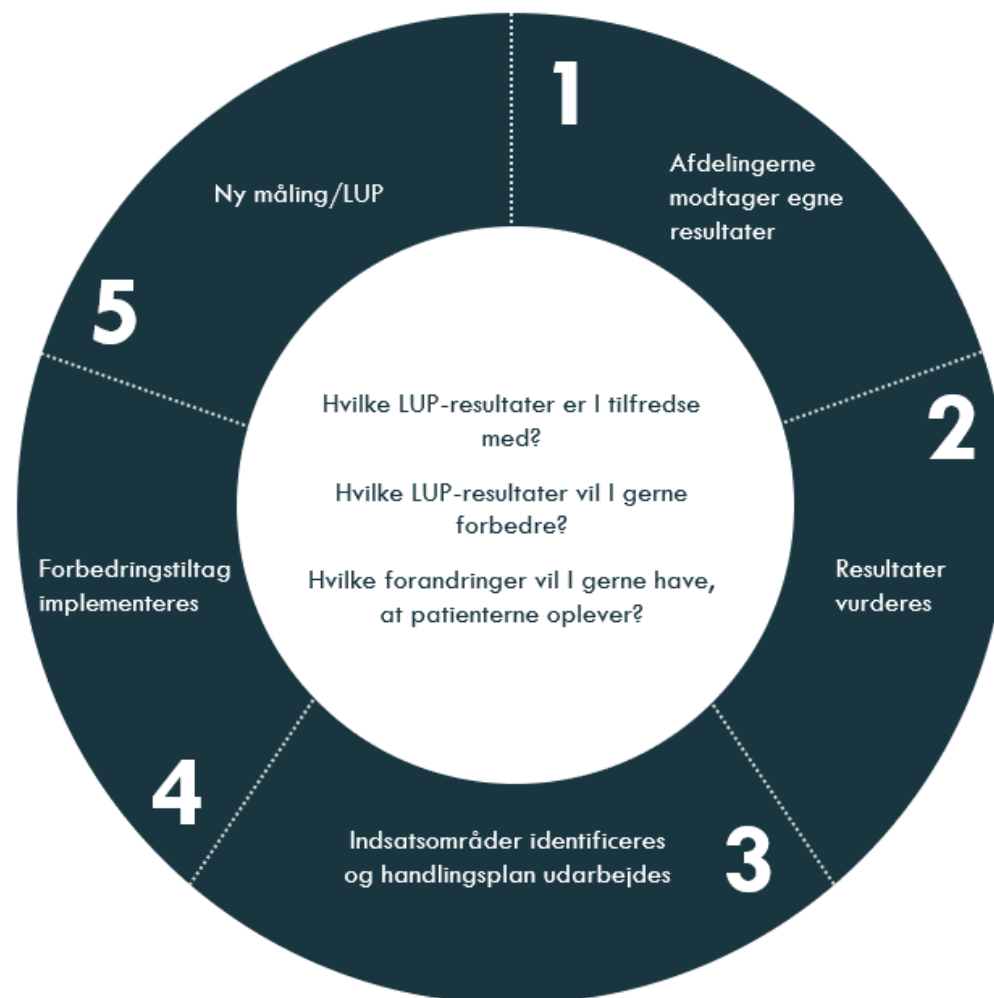 1
Afdelingerne
modtager egne
resultater
2
Resultater
vurderes
3
Indsatsområder identificeres
og handlingsplan udarbejdes
4
Forbedringstiltag
implementeres
5
Ny måling/LUP
Hvilke LUP-resultater er I tilfredse
med?
Hvilke LUP-resultater vil I gerne
forbedre?
Hvilke forandringer vil I gerne have,
at patienterne oplever?